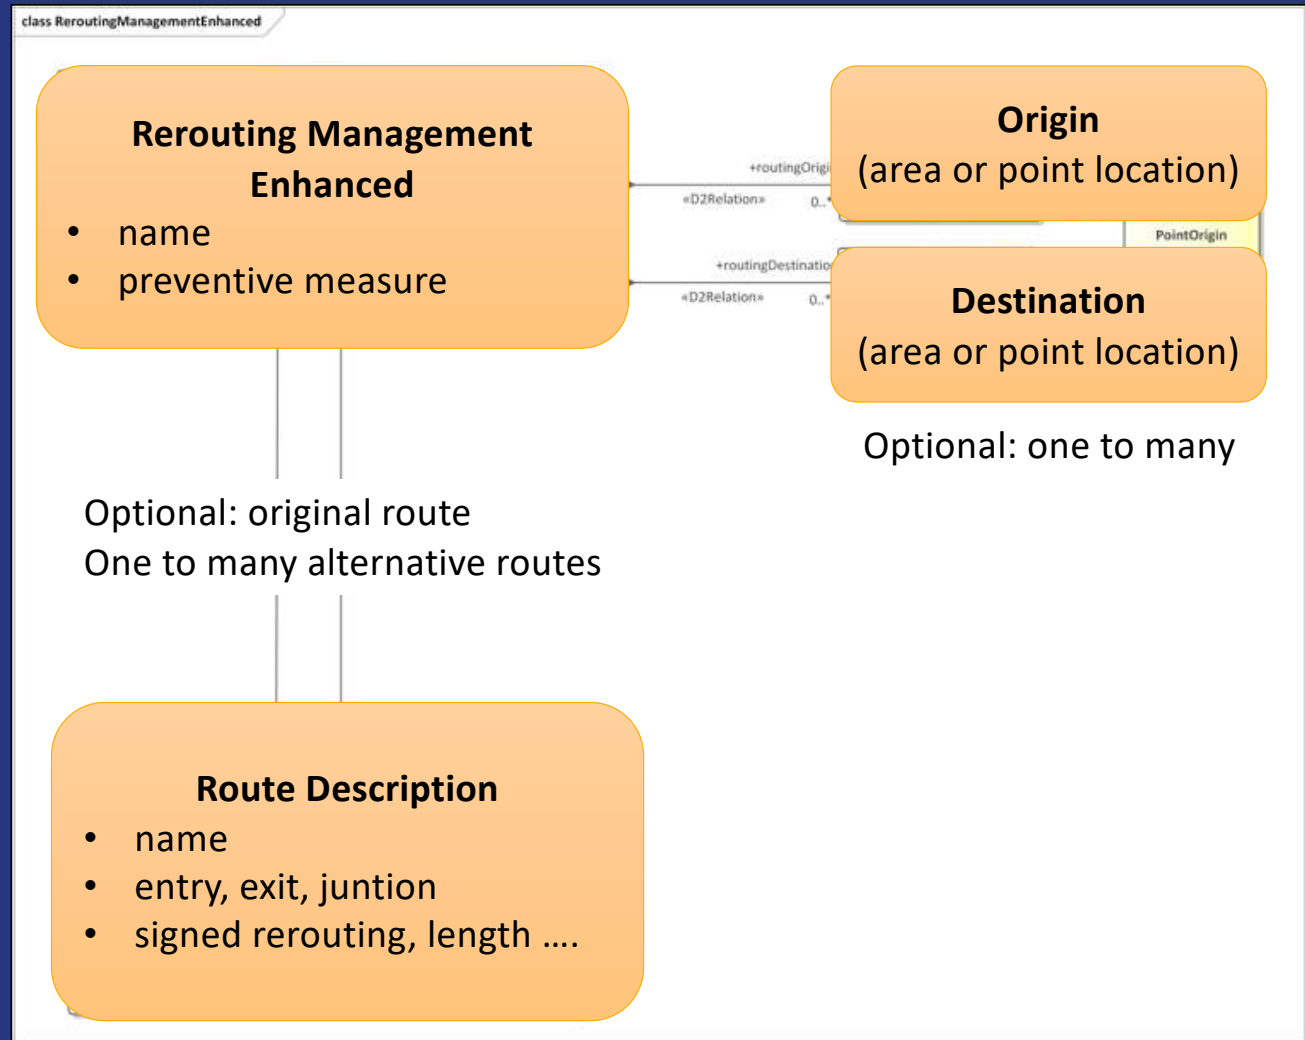 class ReroutingManagementEnhanced
Rerouting Management
Enhanced
• name
• preventive measure
Origin
(area or point location)
+routingOrigi
«D2Relation»
0..*
PointOrigin
+routingDestinatio
«D2Relation»
0..*
Destination
(area or point location)
Optional: one to many
Optional: original route
One to many alternative routes
Route Description
• name
• entry, exit, juntion
• signed rerouting, length ....